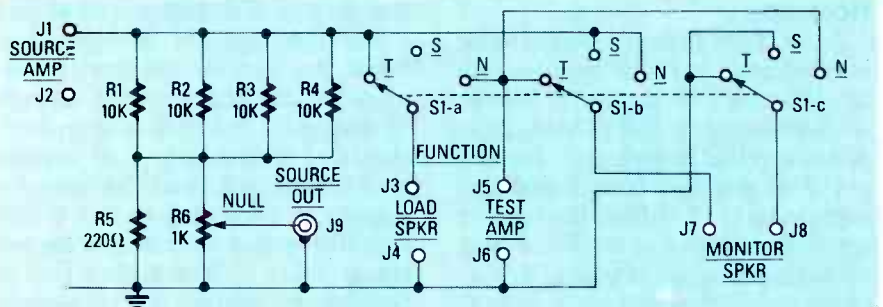 J1
SOURCE
AMP
J2
R1
10K
R2
10K
R3
10K
R4
10K
R5
220Ω
R6
1K
NULL
SOURCE
OUT
J9
T
S
N
S1-a
T
S
N
S1-b
T
S
N
S1-c
FUNCTION
J3
LOAD
SPKR
J4
J5
TEST
AMP
J6
J7
J8
MONITOR
SPKR